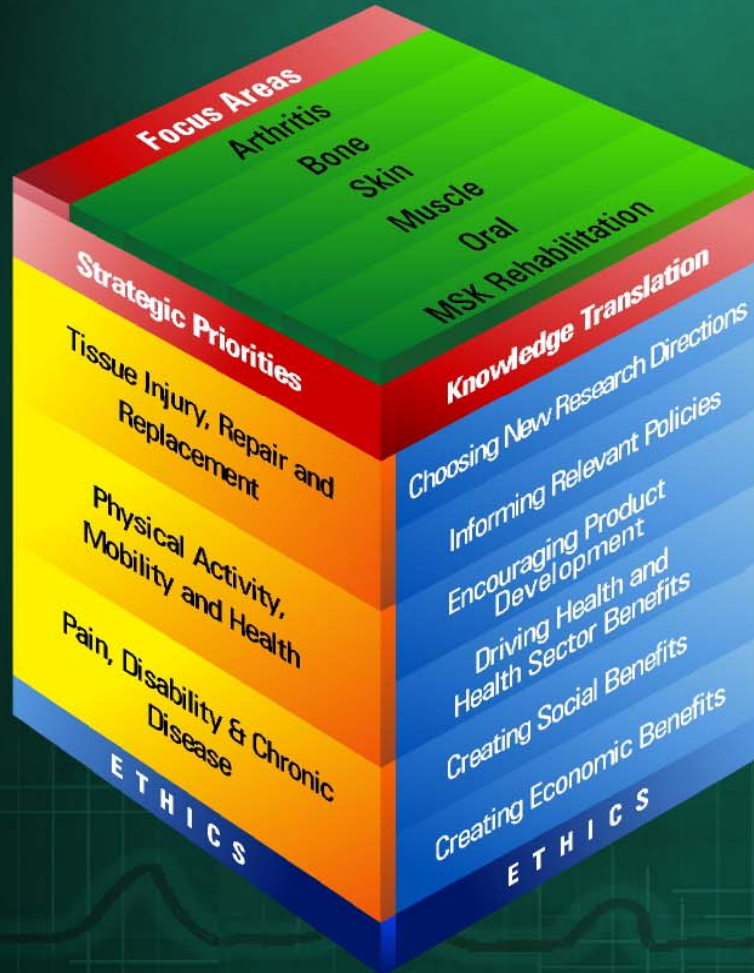 Focus Areas
Arthritis
Bone
Skin
Muscle
Oral
MSK Rehabilitation
Strategic Priorities
Tissue Injury, Repair and
Replacement
Physical Activity,
Mobility and Health
Pain, Disability & Chronic
Disease
ETHICS
Knowledge Translation
Choosing New Research Directions
Informing Relevant Policies
Encouraging Product
Development
Driving Health and
Health Sector Benefits
Creating Social Benefits
Creating Economic Benefits
ETHICS